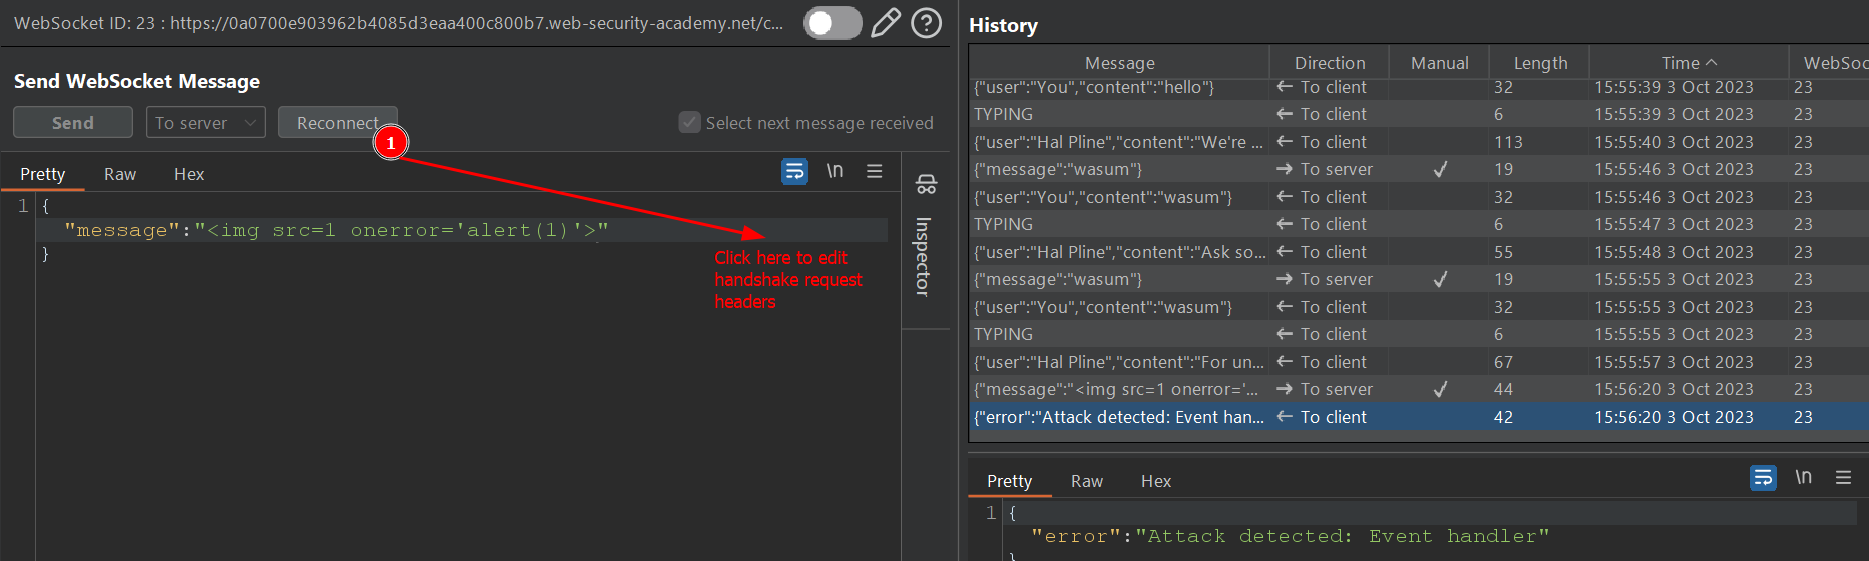 WebSocket ID: 23 : https://0a0700e903962b4085d3eaa400c800b7.web-security-academy.net/c...
Send WebSocket Message
Send To server Reconnect Select next message received
1
Pretty Raw Hex \n
1 {
"message":"<img src=1 onerror='alert(1)'>"
}
Click here to edit
handshake request
headers
Inspector
History
Message Direction Manual Length Time WebSoc
{"user":"You","content":"hello"} ← To client 32 15:55:39 3 Oct 2023 23
TYPING ← To client 6 15:55:39 3 Oct 2023 23
{"user":"Hal Pline","content":"We're ... ← To client 113 15:55:40 3 Oct 2023 23
{"message":"wasum"} → To server ✓ 19 15:55:46 3 Oct 2023 23
{"user":"You","content":"wasum"} ← To client 32 15:55:46 3 Oct 2023 23
TYPING ← To client 6 15:55:47 3 Oct 2023 23
{"user":"Hal Pline","content":"Ask so... ← To client 55 15:55:48 3 Oct 2023 23
{"message":"wasum"} → To server ✓ 19 15:55:55 3 Oct 2023 23
{"user":"You","content":"wasum"} ← To client 32 15:55:55 3 Oct 2023 23
TYPING ← To client 6 15:55:55 3 Oct 2023 23
{"user":"Hal Pline","content":"For un... ← To client 67 15:55:57 3 Oct 2023 23
{"message":"<img src=1 onerror='... → To server ✓ 44 15:56:20 3 Oct 2023 23
{"error":"Attack detected: Event han... ← To client 42 15:56:20 3 Oct 2023 23
Pretty Raw Hex \n
1 {
"error":"Attack detected: Event handler"
}